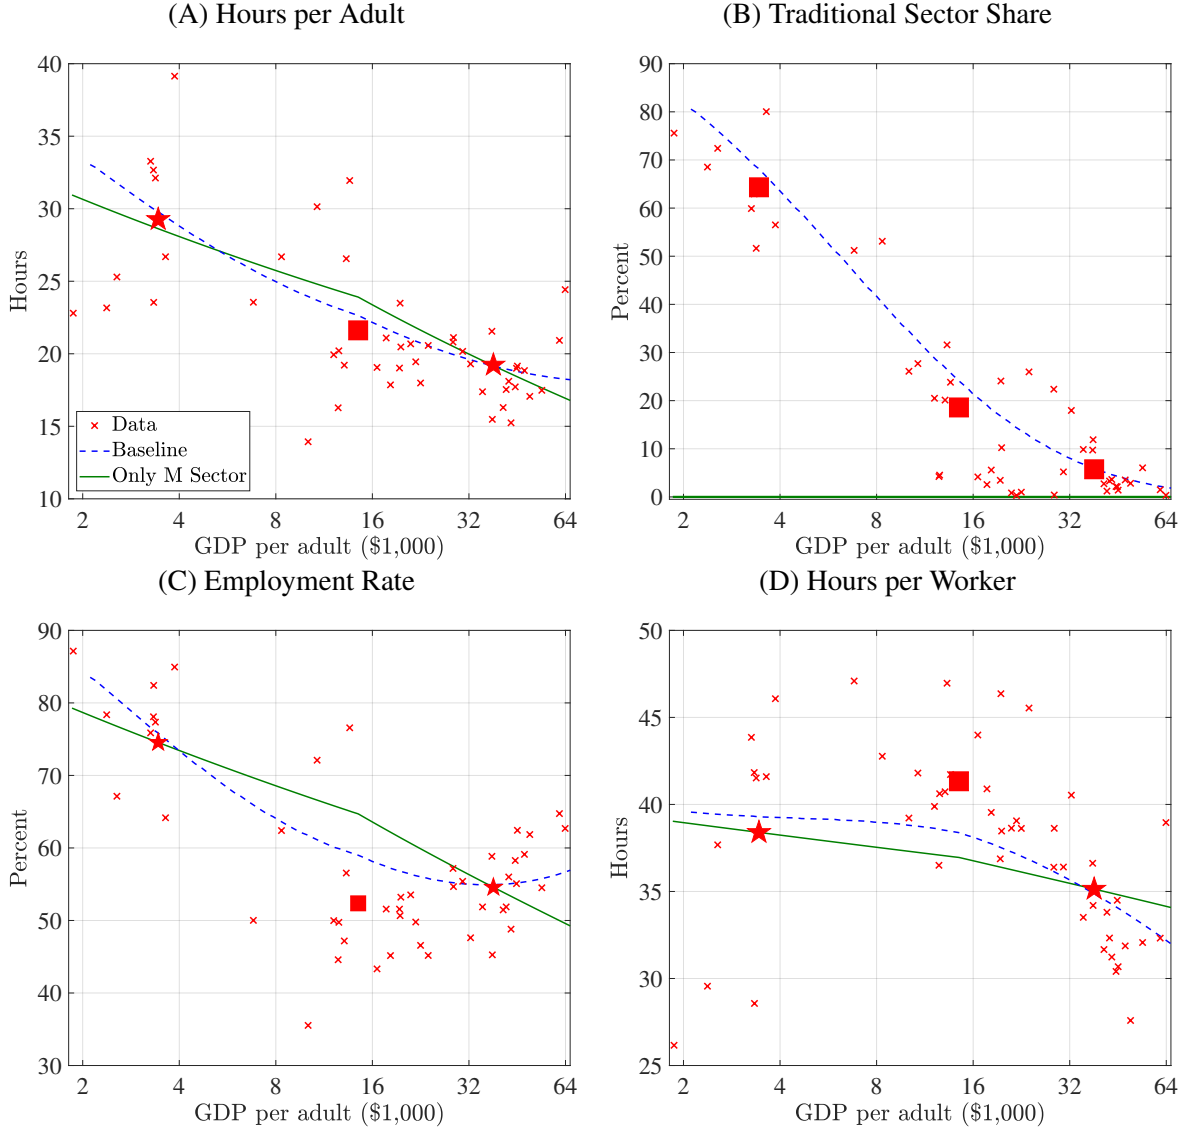 (A) Hours per Adult
40
35
30
25
20
15
10
Hours
Data
Baseline
Only M Sector
2 4 8 16 32 64
GDP per adult ($1,000)
(B) Traditional Sector Share
90
80
70
60
50
40
30
20
10
0
Percent
2 4 8 16 32 64
GDP per adult ($1,000)
(C) Employment Rate
90
80
70
60
50
40
30
Percent
2 4 8 16 32 64
GDP per adult ($1,000)
(D) Hours per Worker
50
45
40
35
30
25
Hours
2 4 8 16 32 64
GDP per adult ($1,000)